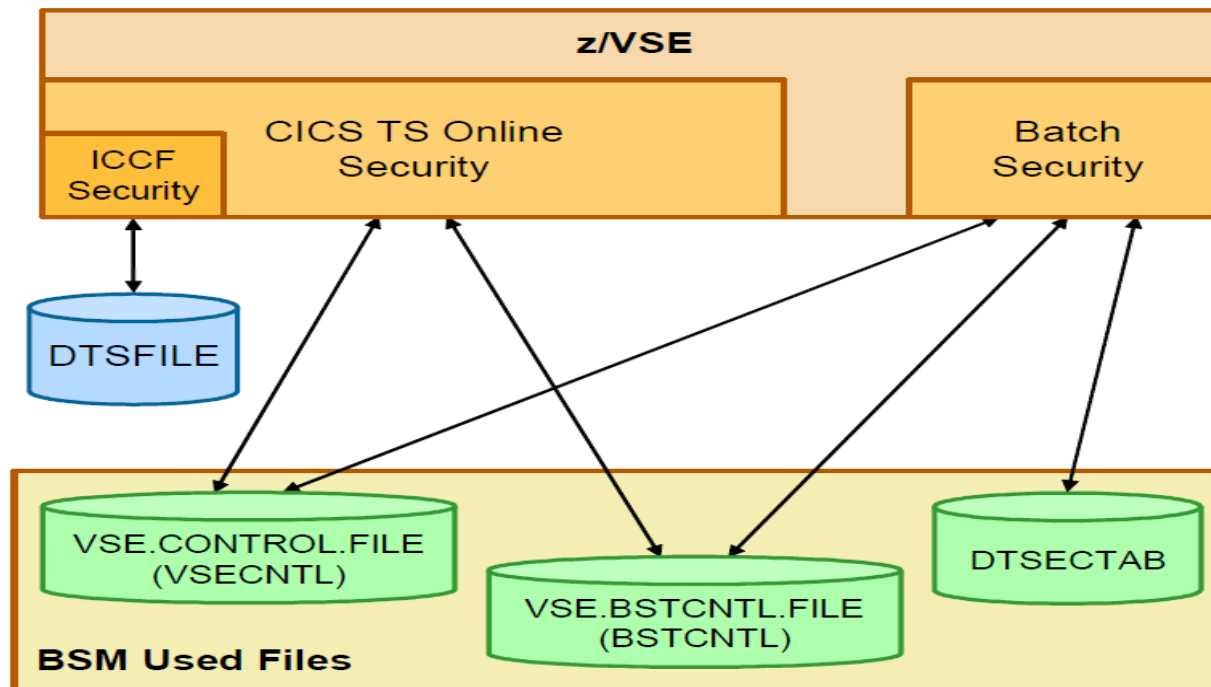 z/VSE
CICS TS Online
Security
Batch
Security
ICCF
Security
DTSFILE
VSE.CONTROL.FILE
(VSECNTL)
VSE.BSTCNTL.FILE
(BSTCNTL)
DTSECTAB
BSM Used Files